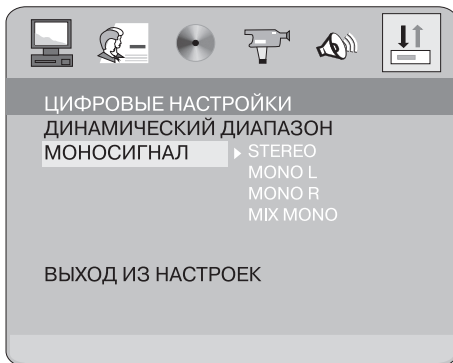 ЦИФРОВЫЕ НАСТРОЙКИ
ДИНАМИЧЕСКИЙ ДИАПАЗОН
МОНОСИГНАЛ STEREO
MONO L
MONO R
MIX MONO
ВЫХОД ИЗ НАСТРОЕК